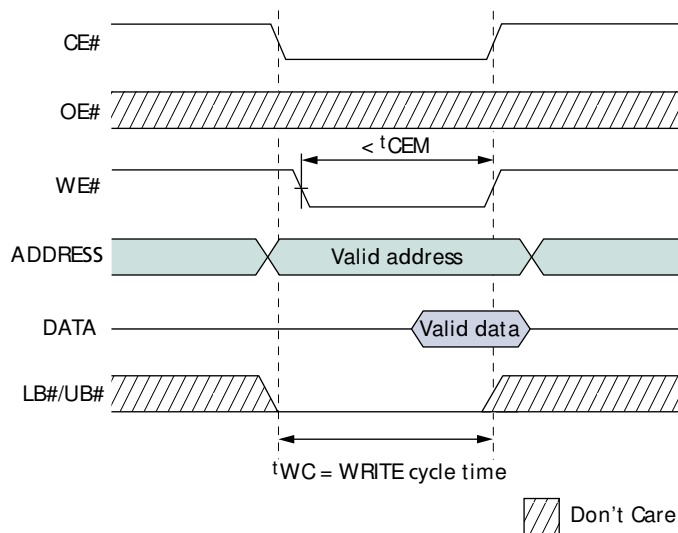 CE#
OE#
< tCEM
WE#
ADDRESS
Valid address
DATA
Valid data
LB#/UB#
tWC = WRITE cycle time
Don't Care